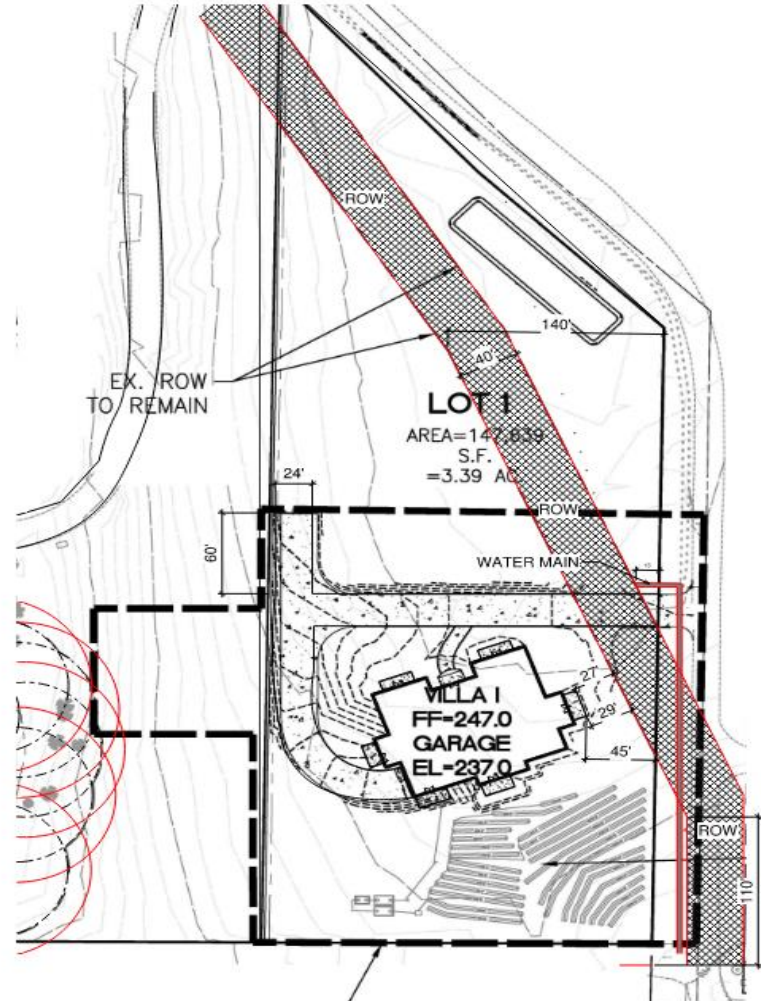 ROW
140'
40'
EX. ROW
TO REMAIN
LOT 1
AREA=147,639
S.F.
=3.39 AC
24'
ROW
60'
WATER MAIN
27'
VILLA I
FF=247.0
29'
GARAGE
EL=237.0
45'
ROW
110'